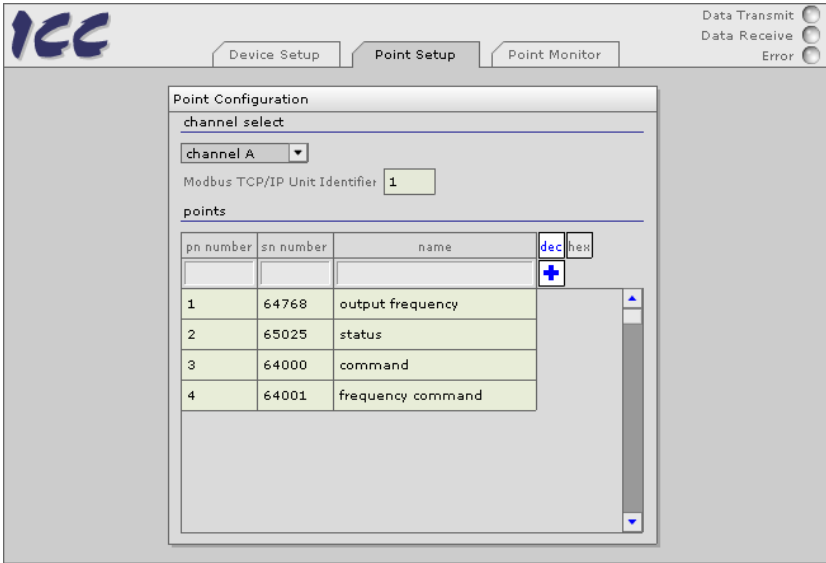 ICC
Data Transmit
Data Receive
Error
Device Setup Point Setup Point Monitor
Point Configuration
channel select
channel A
Modbus TCP/IP Unit Identifier 1
points
pn number sn number name dec hex
1 64768 output frequency
2 65025 status
3 64000 command
4 64001 frequency command